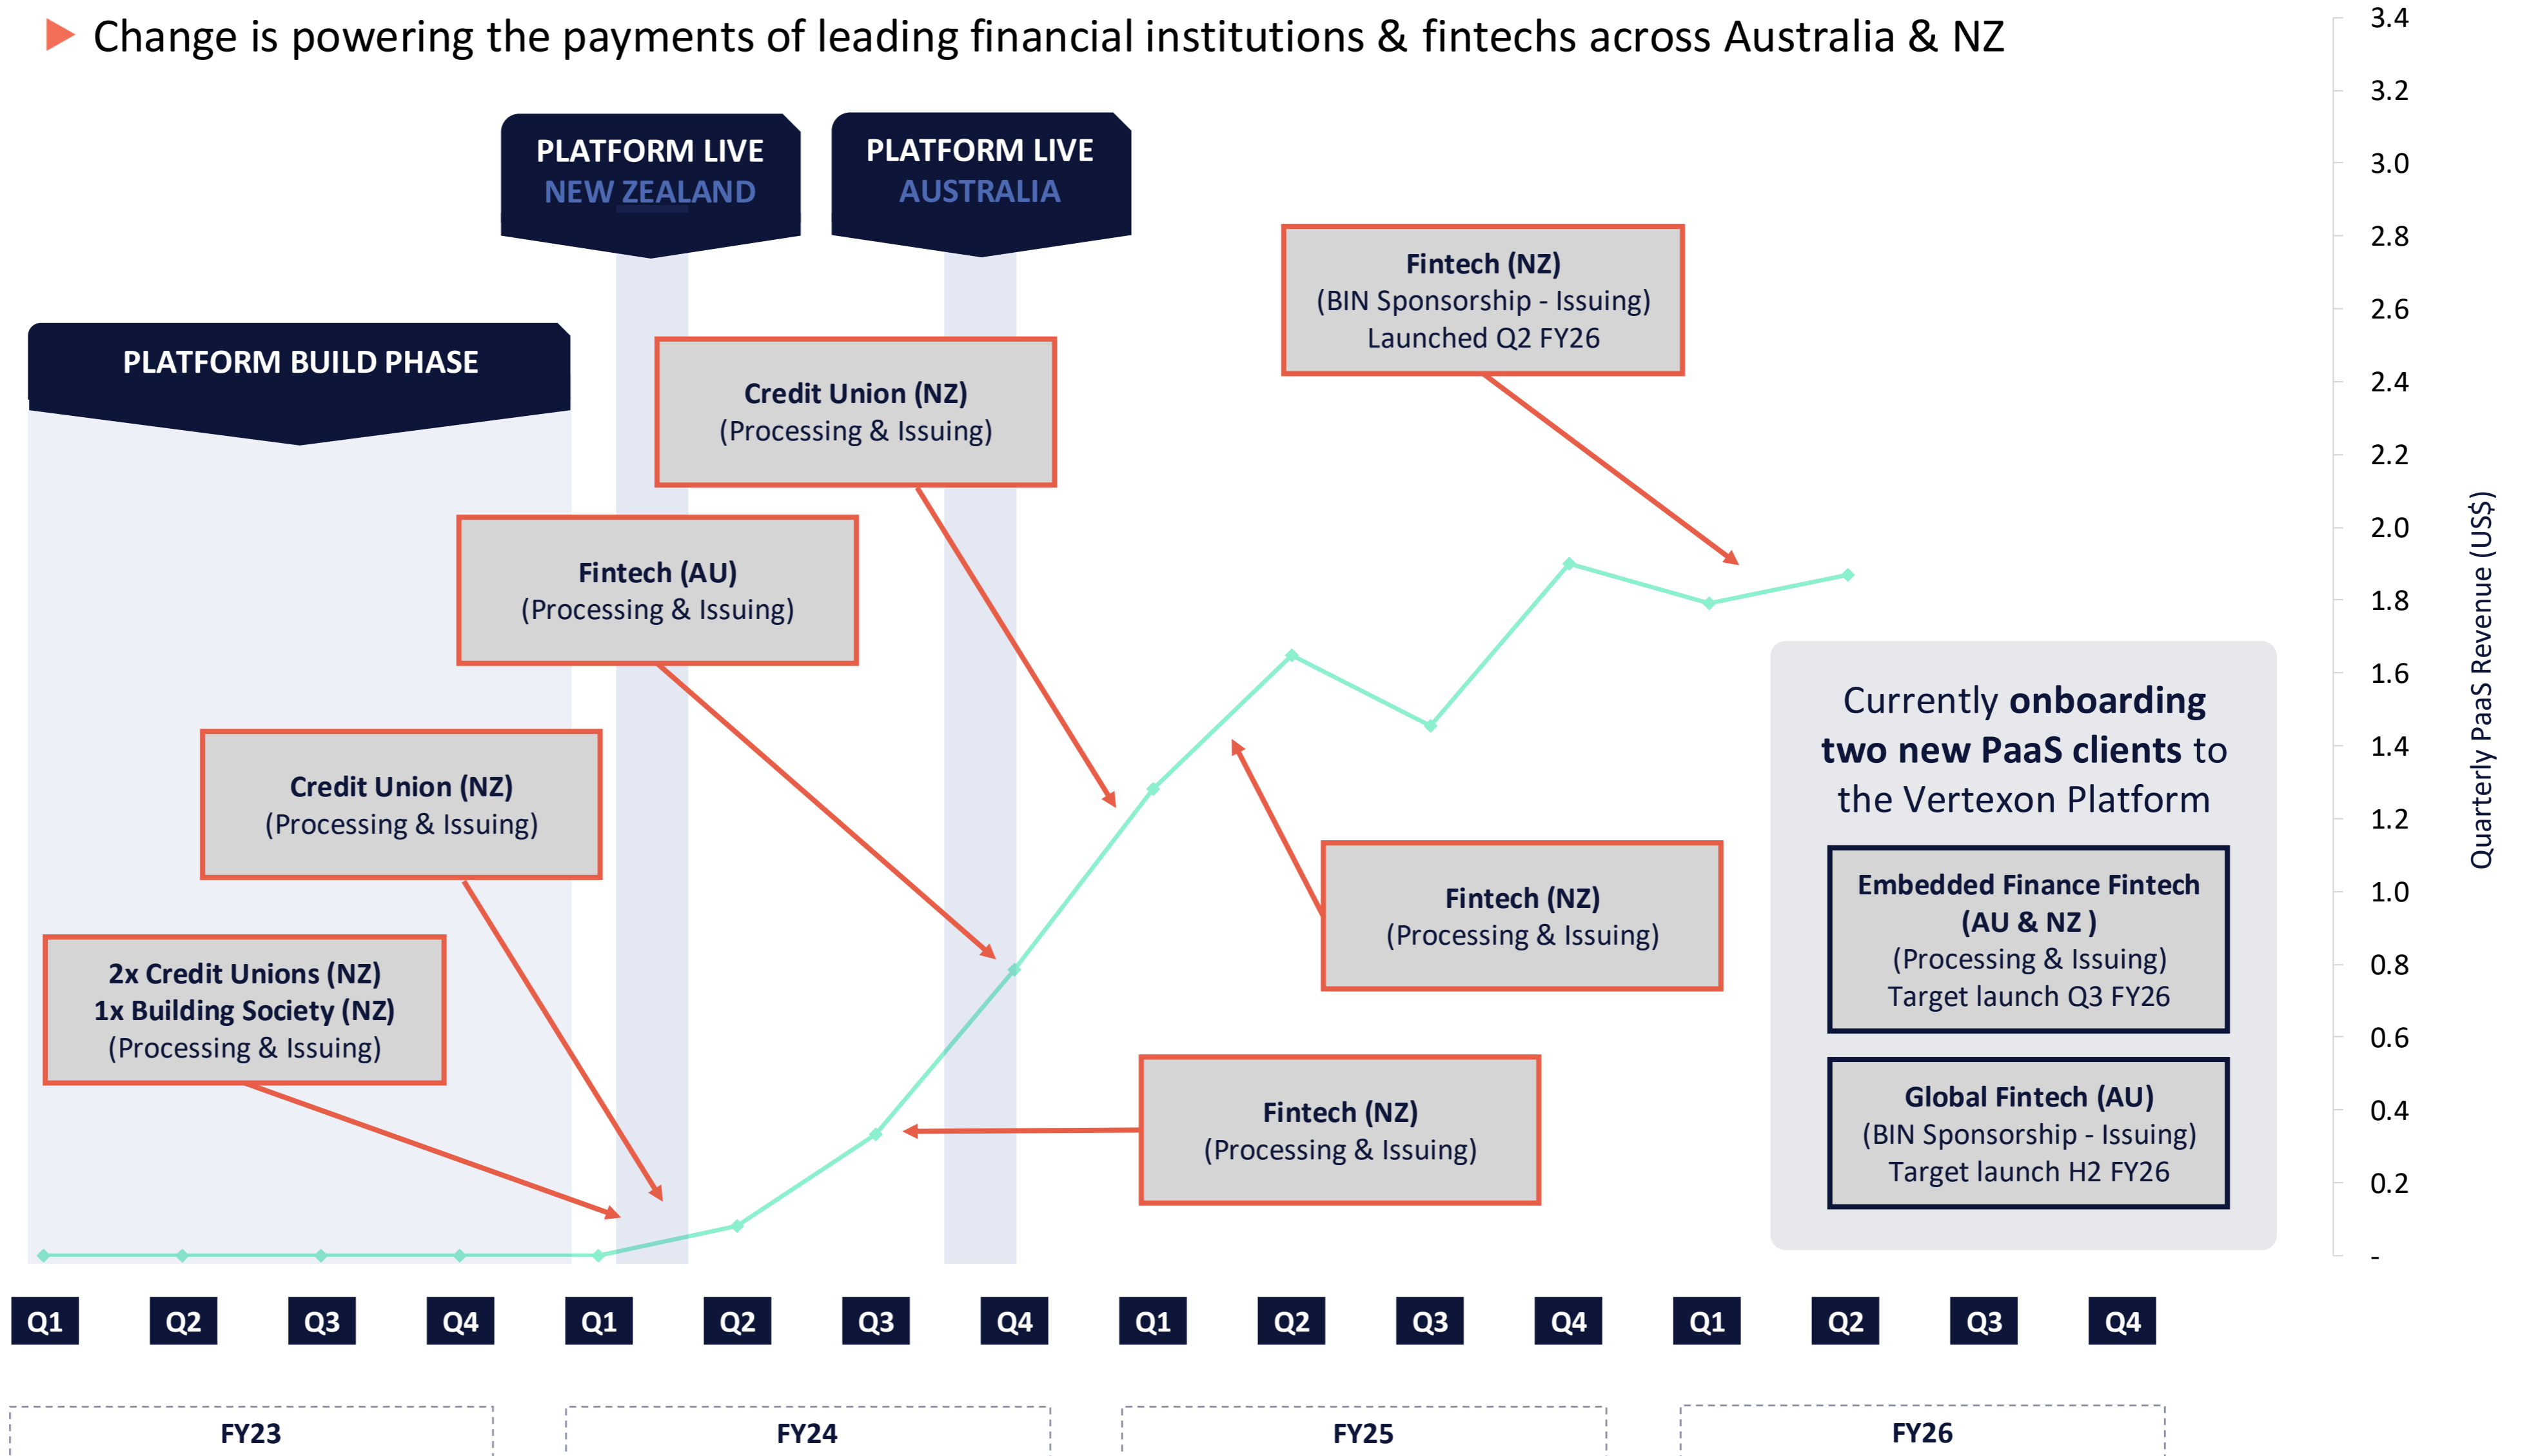 Change is powering the payments of leading financial institutions & fintechs across Australia & NZ
PLATFORM BUILD PHASE
PLATFORM LIVE
NEW ZEALAND
PLATFORM LIVE
AUSTRALIA
2x Credit Unions (NZ)
1x Building Society (NZ)
(Processing & Issuing)
Credit Union (NZ)
(Processing & Issuing)
Fintech (AU)
(Processing & Issuing)
Credit Union (NZ)
(Processing & Issuing)
Fintech (NZ)
(BIN Sponsorship - Issuing)
Launched Q2 FY26
Fintech (NZ)
(Processing & Issuing)
Fintech (NZ)
(Processing & Issuing)
Currently onboarding
two new PaaS clients to
the Vertexon Platform
Embedded Finance Fintech
(AU & NZ )
(Processing & Issuing)
Target launch Q3 FY26
Global Fintech (AU)
(BIN Sponsorship - Issuing)
Target launch H2 FY26
3.4
3.2
3.0
2.8
2.6
2.4
2.2
2.0
1.8
1.6
1.4
1.2
1.0
0.8
0.6
0.4
0.2
-
Quarterly PaaS Revenue (US$)
Q1 Q2 Q3 Q4 Q1 Q2 Q3 Q4 Q1 Q2 Q3 Q4 Q1 Q2 Q3 Q4
FY23 FY24 FY25 FY26